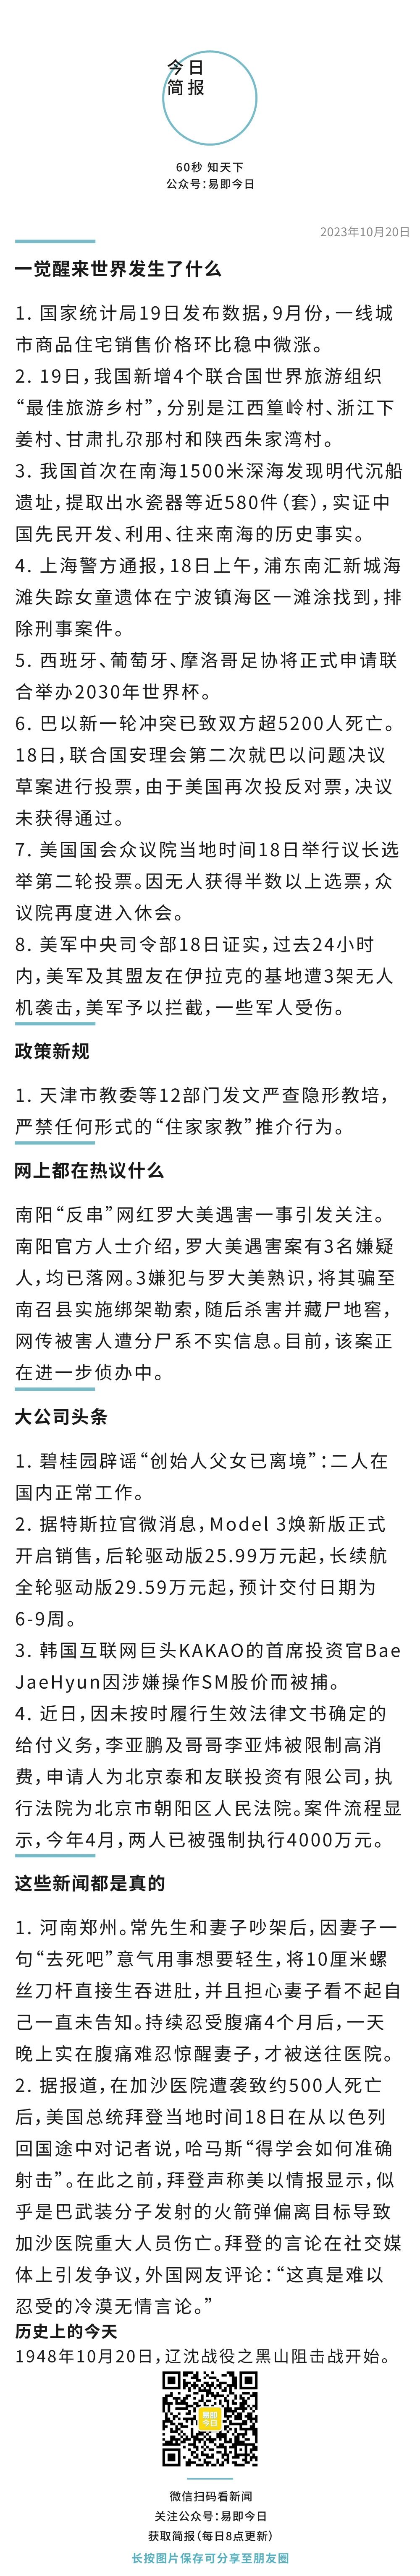 今日
简报
60秒 知天下
公众号：易即今日
2023年10月20日
一觉醒来世界发生了什么
1. 国家统计局19日发布数据，9月份，一线城
市商品住宅销售价格环比稳中微涨。
2. 19日，我国新增4个联合国世界旅游组织
“最佳旅游乡村”，分别是江西篁岭村、浙江下
姜村、甘肃扎尕那村和陕西朱家湾村。
3. 我国首次在南海1500米深海发现明代沉船
遗址，提取出水瓷器等近580件（套），实证中
国先民开发、利用、往来南海的历史事实。
4. 上海警方通报，18日上午，浦东南汇新城海
滩失踪女童遗体在宁波镇海区一滩涂找到，排
除刑事案件。
5. 西班牙、葡萄牙、摩洛哥足协将正式申请联
合举办2030年世界杯。
6. 巴以新一轮冲突已致双方超5200人死亡。
18日，联合国安理会第二次就巴以问题决议
草案进行投票，由于美国再次投反对票，决议
未获得通过。
7. 美国国会众议院当地时间18日举行议长选
举第二轮投票。因无人获得半数以上选票，众
议院再度进入休会。
8. 美军中央司令部18日证实，过去24小时
内，美军及其盟友在伊拉克的基地遭3架无人
机袭击，美军予以拦截，一些军人受伤。
政策新规
1. 天津市教委等12部门发文严查隐形教培，
严禁任何形式的“住家家教”推介行为。
网上都在热议什么
南阳“反串”网红罗大美遇害一事引发关注。
南阳官方人士介绍，罗大美遇害案有3名嫌疑
人，均已落网。3嫌犯与罗大美熟识，将其骗至
南召县实施绑架勒索，随后杀害并藏尸地窖，
网传被害人遭分尸系不实信息。目前，该案正
在进一步侦办中。
大公司头条
1. 碧桂园辟谣“创始人父女已离境”：二人在
国内正常工作。
2. 据特斯拉官微消息，Model 3焕新版正式
开启销售，后轮驱动版25.99万元起，长续航
全轮驱动版29.59万元起，预计交付日期为
6-9周。
3. 韩国互联网巨头KAKAO的首席投资官Bae
JaeHyun因涉嫌操作SM股价而被捕。
4. 近日，因未按时履行生效法律文书确定的
给付义务，李亚鹏及哥哥李亚炜被限制高消
费，申请人为北京泰和友联投资有限公司，执
行法院为北京市朝阳区人民法院。案件流程显
示，今年4月，两人已被强制执行4000万元。
这些新闻都是真的
1. 河南郑州。常先生和妻子吵架后，因妻子一
句“去死吧”意气用事想要轻生，将10厘米螺
丝刀杆直接生吞进肚，并且担心妻子看不起自
己一直未告知。持续忍受腹痛4个月后，一天
晚上实在腹痛难忍惊醒妻子，才被送往医院。
2. 据报道，在加沙医院遭袭致约500人死亡
后，美国总统拜登当地时间18日在从以色列
回国途中对记者说，哈马斯“得学会如何准确
射击”。在此之前，拜登声称美以情报显示，似
乎是巴武装分子发射的火箭弹偏离目标导致
加沙医院重大人员伤亡。拜登的言论在社交媒
体上引发争议，外国网友评论：“这真是难以
忍受的冷漠无情言论。”
历史上的今天
1948年10月20日，辽沈战役之黑山阻击战开始。
易即
今日
微信扫码看新闻
关注公众号：易即今日
获取简报（每日8点更新）
长按图片保存可分享至朋友圈